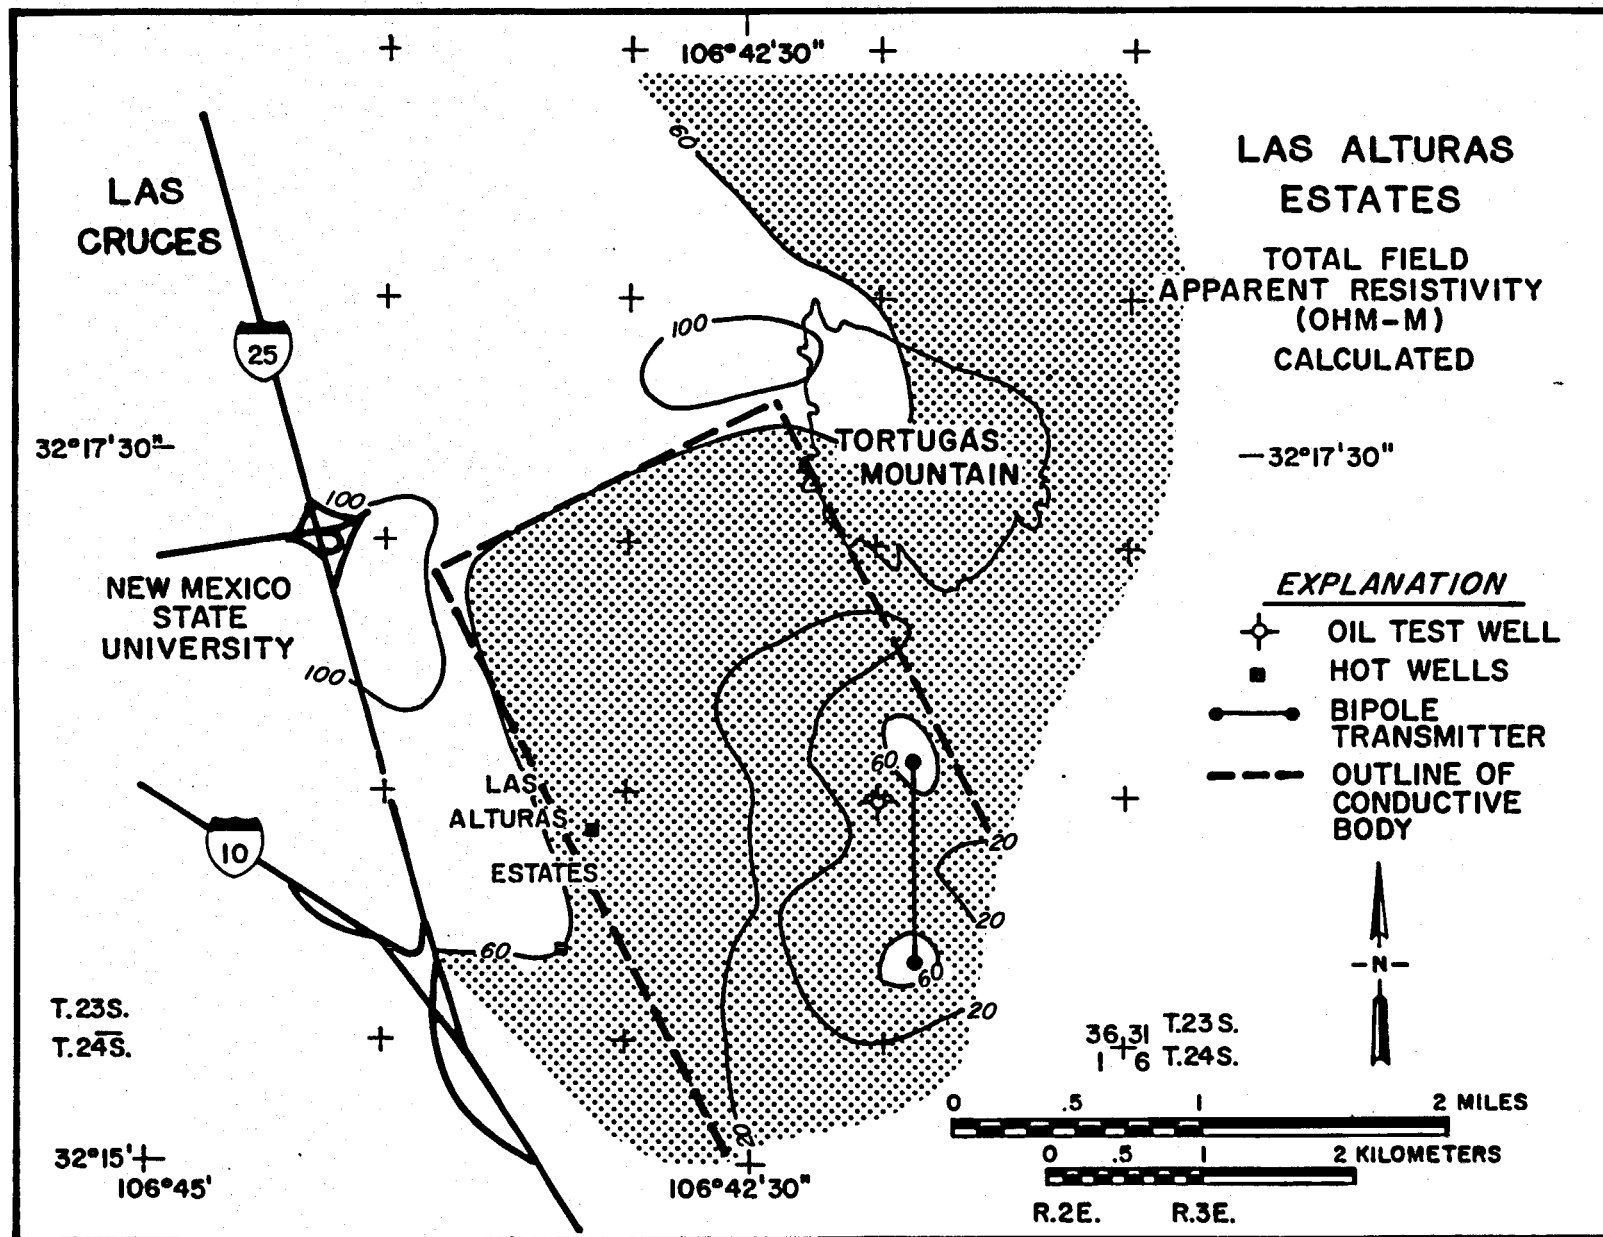 106°42'30"
60
LAS ALTURAS
ESTATES
LAS
CRUCES
TOTAL FIELD
APPARENT RESISTIVITY
(OHM-M)
CALCULATED
100
25
32°17'30"
TORTUGAS
MOUNTAIN
32°17'30"
100
NEW MEXICO
STATE
UNIVERSITY
100
EXPLANATION
OIL TEST WELL
HOT WELLS
BIPOLE
TRANSMITTER
OUTLINE OF
CONDUCTIVE
BODY
60
LAS
ALTURAS
ESTATES
10
20
20
60
60
20
T.23S.
T.24S.
N
36 31 T.23S.
1 6 T.24S.
0 .5 1 2 MILES
0 .5 1 2 KILOMETERS
R.2E. R.3E.
20
32°15'
106°45'
106°42'30"